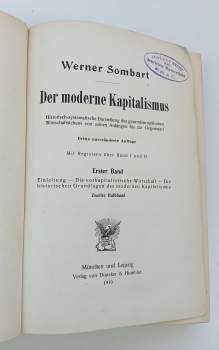 Werner Sombart
Der moderne Kapitalismus
Historisch-systematische Darstellung des gesamteuropäischen
Wirtschaftslebens von seinen Anfängen bis zur Gegenwart
Dritte unveränderte Auflage
Mit Registern über Band I und II
Erster Band
Einleitung — Die vorkapitalistische Wirtschaft — Die
historischen Grundlagen des modernen Kapitalismus
Zweiter Halbband
München und Leipzig
Verlag von Duncker & Humblot
1919